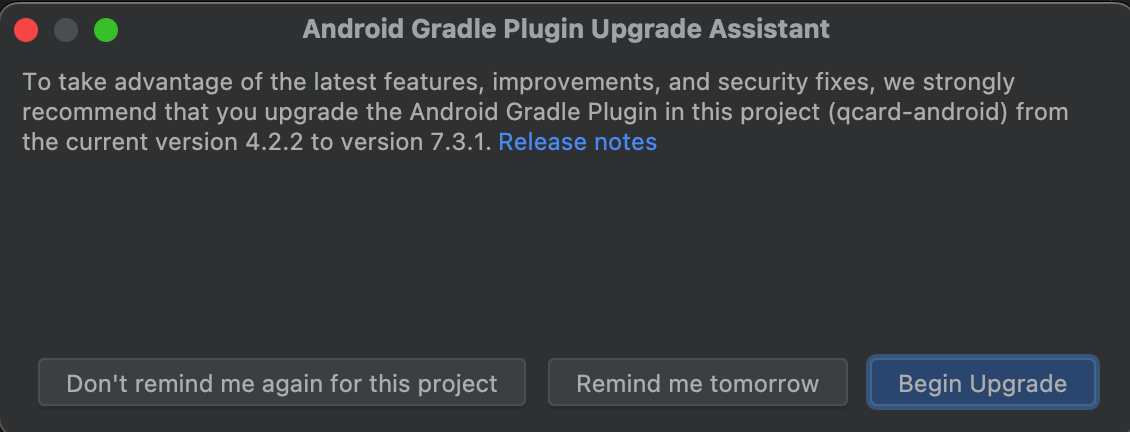 Android Gradle Plugin Upgrade Assistant
To take advantage of the latest features, improvements, and security fixes, we strongly
recommend that you upgrade the Android Gradle Plugin in this project (qcard-android) from
the current version 4.2.2 to version 7.3.1. Release notes
Don't remind me again for this project
Remind me tomorrow
Begin Upgrade